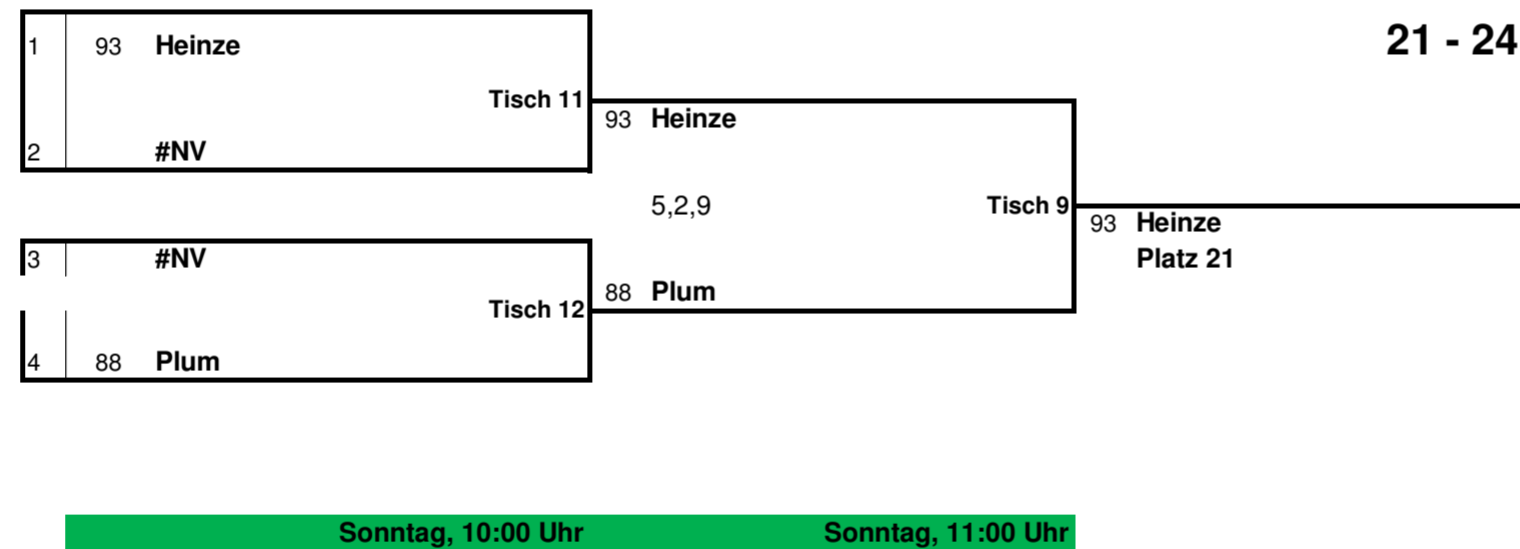 21 - 24
1 93 Heinze
Tisch 11
2 #NV
93 Heinze
5,2,9 Tisch 9
93 Heinze
Platz 21
3 #NV
88 Plum
Tisch 12
4 88 Plum
Sonntag, 10:00 Uhr Sonntag, 11:00 Uhr